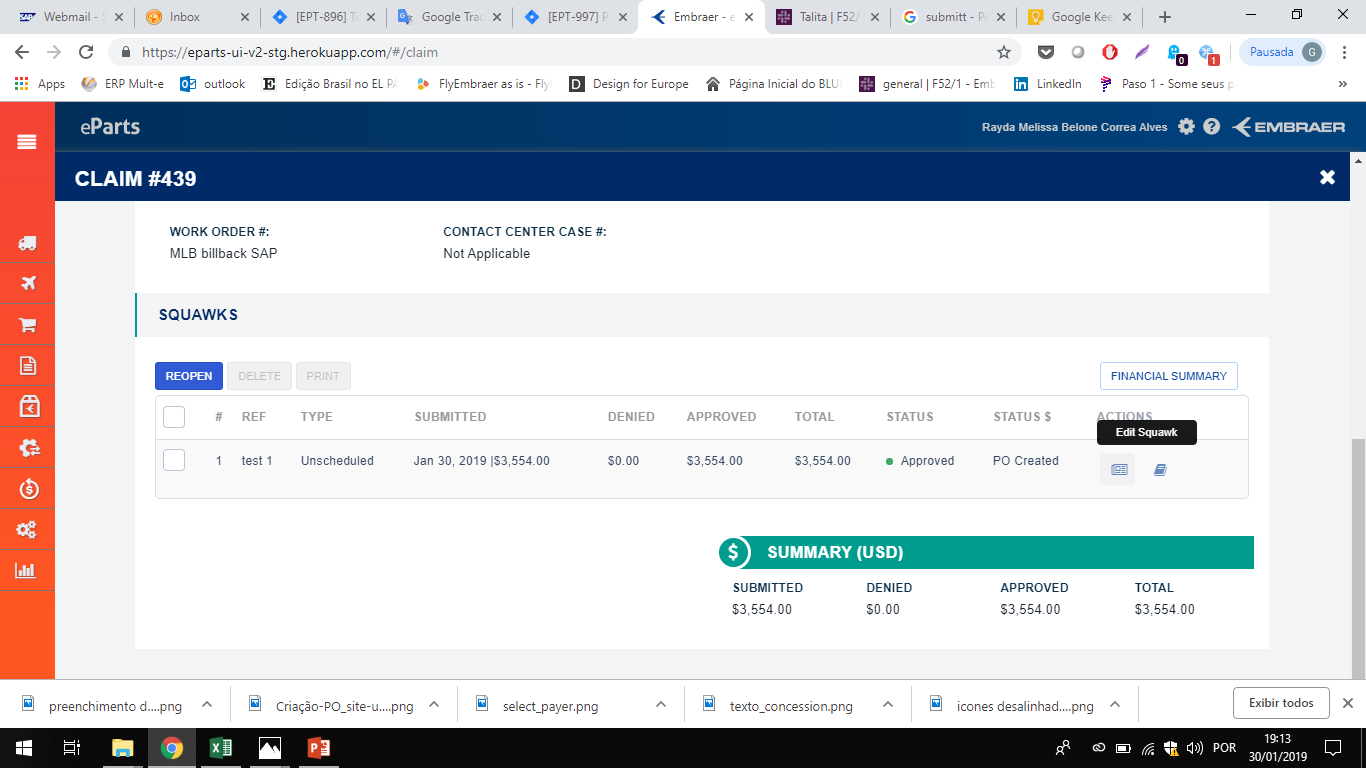 Webmail - S
Inbox
[EPT-896] Te
Google Trad
[EPT-997] P
Embraer - e
Talita | F52/
submitt - Pe
Google Kee
https://eparts-ui-v2-stg.herokuapp.com/#/claim
0
1
Pausada
G
Apps
ERP Mult-e
outlook
Edição Brasil no EL PA
FlyEmbraer as is - Fly
Design for Europe
Página Inicial do BLU
general | F52/1 - Emb
LinkedIn
Paso 1 - Some seus p
eParts
Rayda Melissa Belone Correa Alves
EMBRAER
CLAIM #439
WORK ORDER #:
CONTACT CENTER CASE #:
MLB billback SAP
Not Applicable
SQUAWKS
REOPEN
DELETE
PRINT
FINANCIAL SUMMARY
# REF TYPE SUBMITTED DENIED APPROVED TOTAL STATUS STATUS $ ACTIONS
Edit Squawk
1 test 1 Unscheduled Jan 30, 2019 |$3,554.00 $0.00 $3,554.00 $3,554.00 Approved PO Created
$ SUMMARY (USD)
SUBMITTED DENIED APPROVED TOTAL
$3,554.00 $0.00 $3,554.00 $3,554.00
preenchimento d....png
Criação-PO_site-u....png
select_payer.png
texto_concession.png
icones desalinhad....png
Exibir todos
POR
19:13
30/01/2019